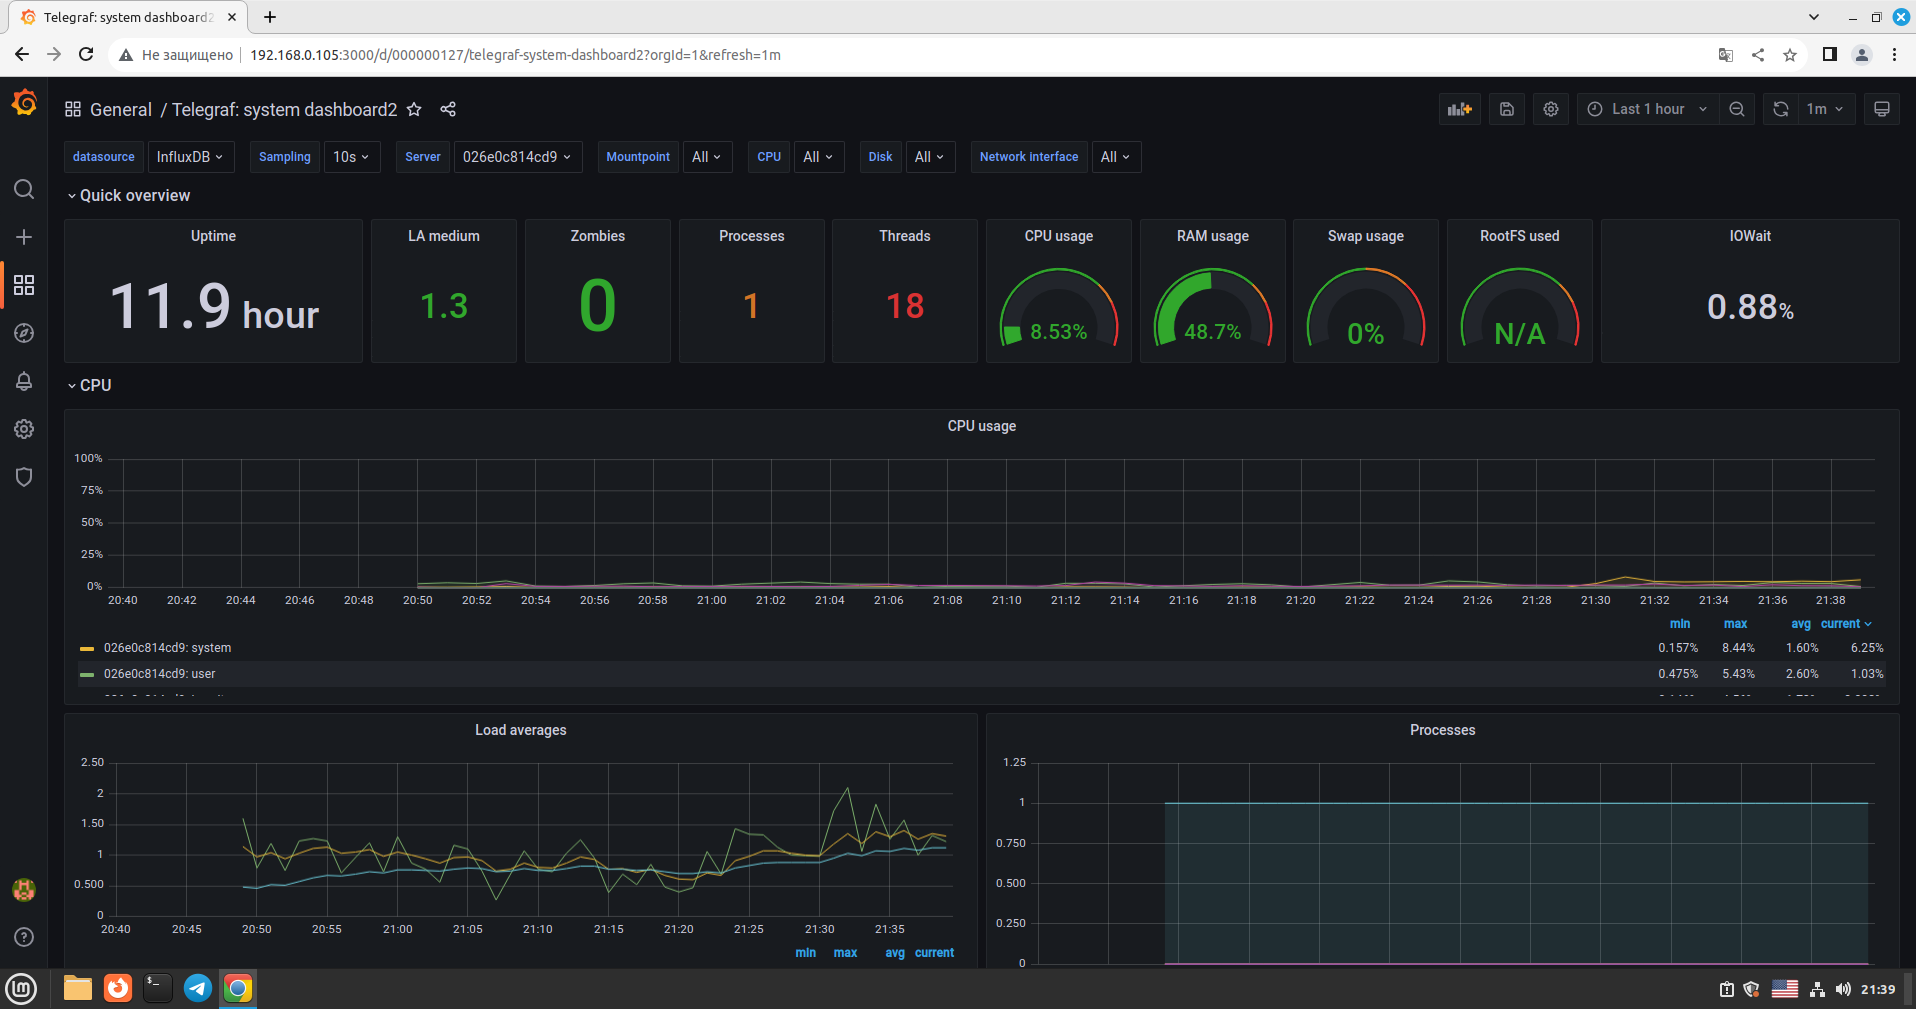 Telegraf: system dashboard2
Не защищено 192.168.0.105:3000/d/000000127/telegraf-system-dashboard2?orgId=1&refresh=1m
General / Telegraf: system dashboard2
Last 1 hour 1m
datasource InfluxDB Sampling 10s Server 026e0c814cd9 Mountpoint All CPU All Disk All Network interface All
Quick overview
Uptime LA medium Zombies Processes Threads CPU usage RAM usage Swap usage RootFS used IOWait
11.9 hour 1.3 0 1 18 8.53% 48.7% 0% N/A 0.88%
CPU
CPU usage
100%
75%
50%
25%
0%
20:40 20:42 20:44 20:46 20:48 20:50 20:52 20:54 20:56 20:58 21:00 21:02 21:04 21:06 21:08 21:10 21:12 21:14 21:16 21:18 21:20 21:22 21:24 21:26 21:28 21:30 21:32 21:34 21:36 21:38
min max avg current
026e0c814cd9: system 0.157% 8.44% 1.60% 6.25%
026e0c814cd9: user 0.475% 5.43% 2.60% 1.03%
Load averages
2.50
2
1.50
1
0.500
0
20:40 20:45 20:50 20:55 21:00 21:05 21:10 21:15 21:20 21:25 21:30 21:35
min max avg current
Processes
1.25
1
0.750
0.500
0.250
0
21:39